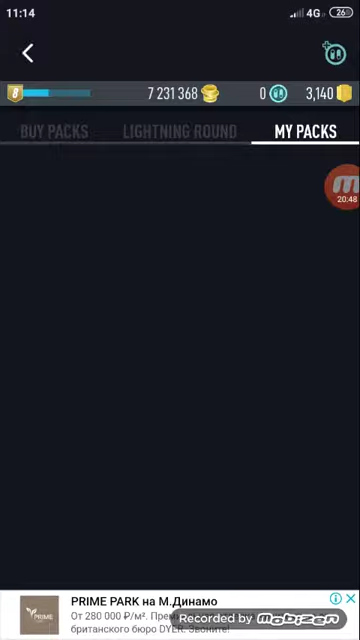 11:14
4G
26
8
7 231 368
0
3,140
BUY PACKS
LIGHTNING ROUND
MY PACKS
20:48
PRIME PARK на М.Динамо
От 280 000 ₽/м².
британского бюро DYER. Звоните!
PRIME
Recorded by mobizen